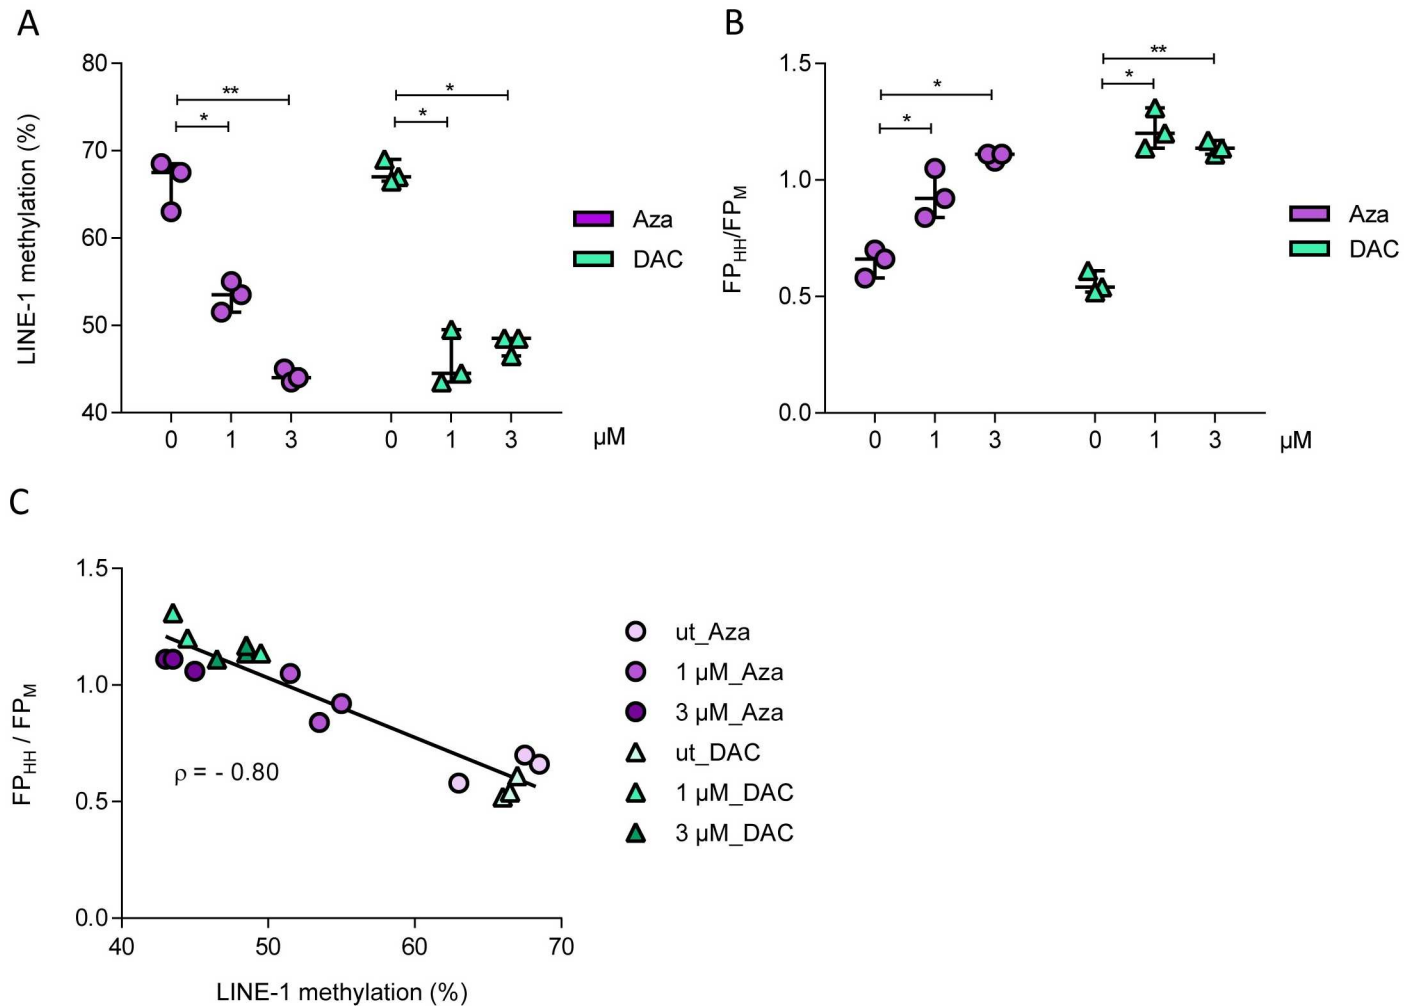 A
LINE-1 methylation (%)
80
70
60
50
40
**
*
*
*
0 1 3 0 1 3 µM
Aza
DAC
B
FPHH/FPM
1.5
1.0
0.5
0.0
*
*
**
*
0 1 3 0 1 3 µM
Aza
DAC
C
FPHH / FPM
1.5
1.0
0.5
0.0
ρ = - 0.80
40 50 60 70
LINE-1 methylation (%)
ut_Aza
1 µM_Aza
3 µM_Aza
ut_DAC
1 µM_DAC
3 µM_DAC